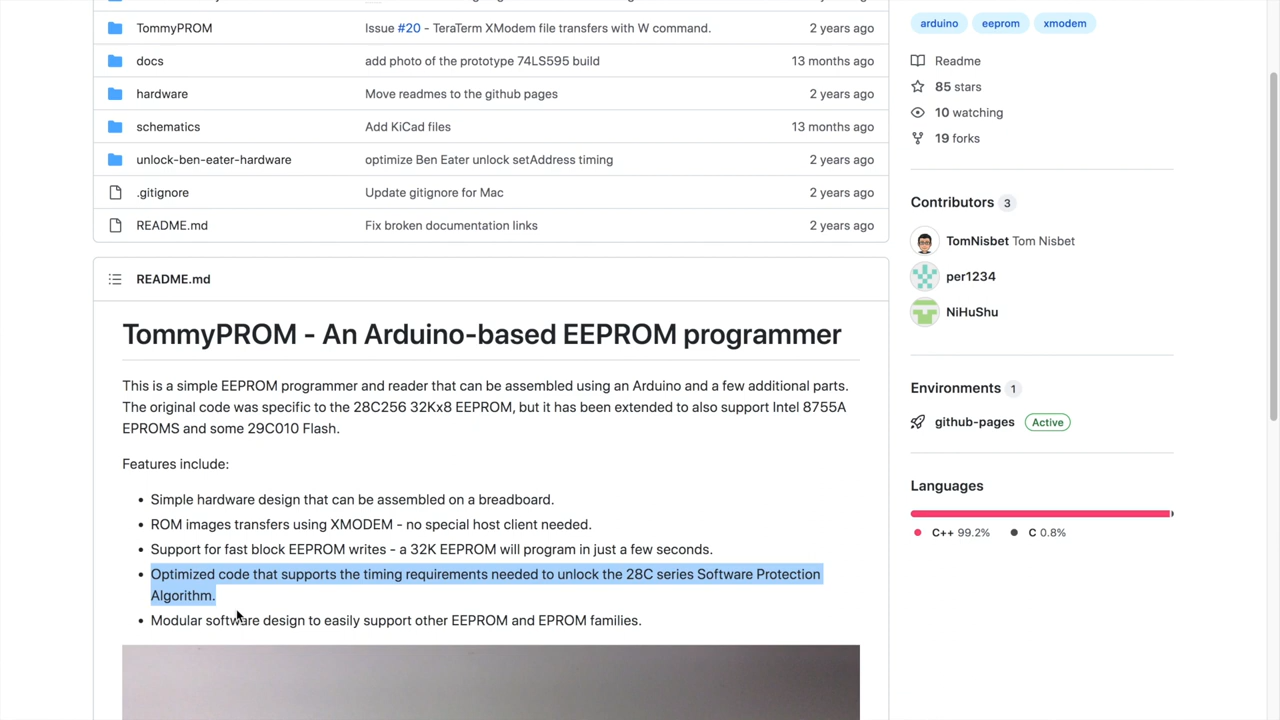 TommyPROM Issue #20 - TeraTerm XModem file transfers with W command. 2 years ago
docs add photo of the prototype 74LS595 build 13 months ago
hardware Move readmes to the github pages 2 years ago
schematics Add KiCad files 13 months ago
unlock-ben-eater-hardware optimize Ben Eater unlock setAddress timing 2 years ago
.gitignore Update gitignore for Mac 2 years ago
README.md Fix broken documentation links 2 years ago
README.md
TommyPROM - An Arduino-based EEPROM programmer
This is a simple EEPROM programmer and reader that can be assembled using an Arduino and a few additional parts.
The original code was specific to the 28C256 32Kx8 EEPROM, but it has been extended to also support Intel 8755A
EPROMS and some 29C010 Flash.
Features include:
• Simple hardware design that can be assembled on a breadboard.
• ROM images transfers using XMODEM - no special host client needed.
• Support for fast block EEPROM writes - a 32K EEPROM will program in just a few seconds.
• Optimized code that supports the timing requirements needed to unlock the 28C series Software Protection
Algorithm.
• Modular software design to easily support other EEPROM and EPROM families.
arduino eeprom xmodem
Readme
85 stars
10 watching
19 forks
Contributors 3
TomNisbet Tom Nisbet
per1234
NiHuShu
Environments 1
github-pages Active
Languages
C++ 99.2% C 0.8%